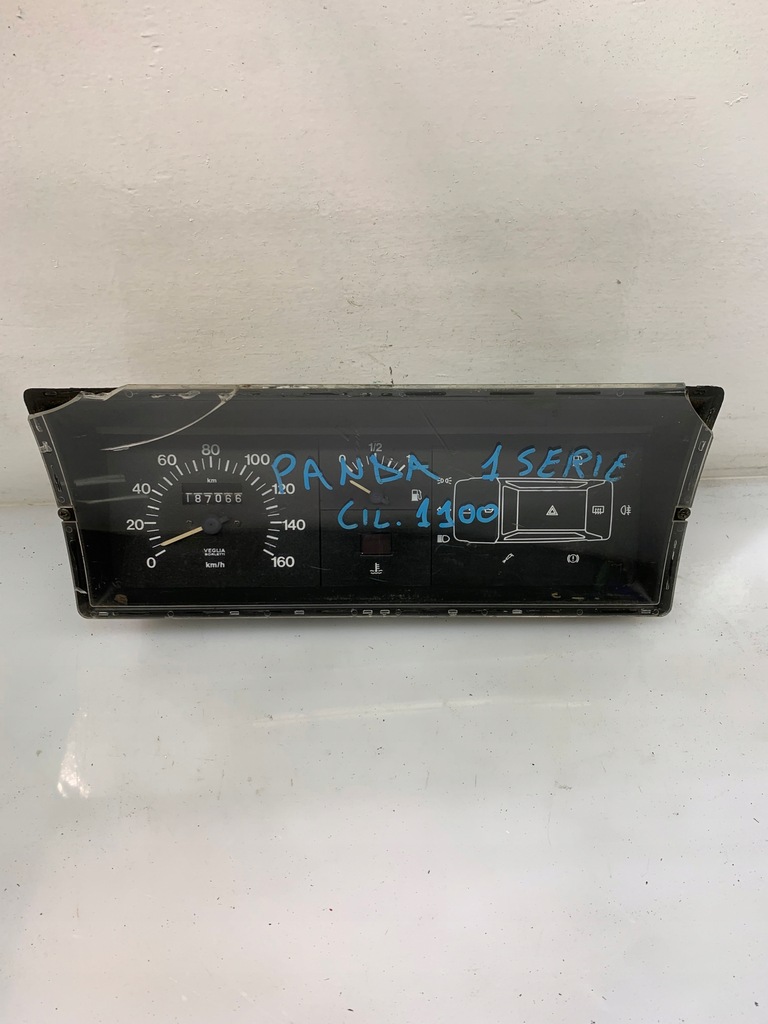 PANDA 1 SERIE
CIL. 1100
0 20 40 60 80 100 120 140 160
km
187066
VEGLIA
BORLETTI
km/h
0 1/2 1